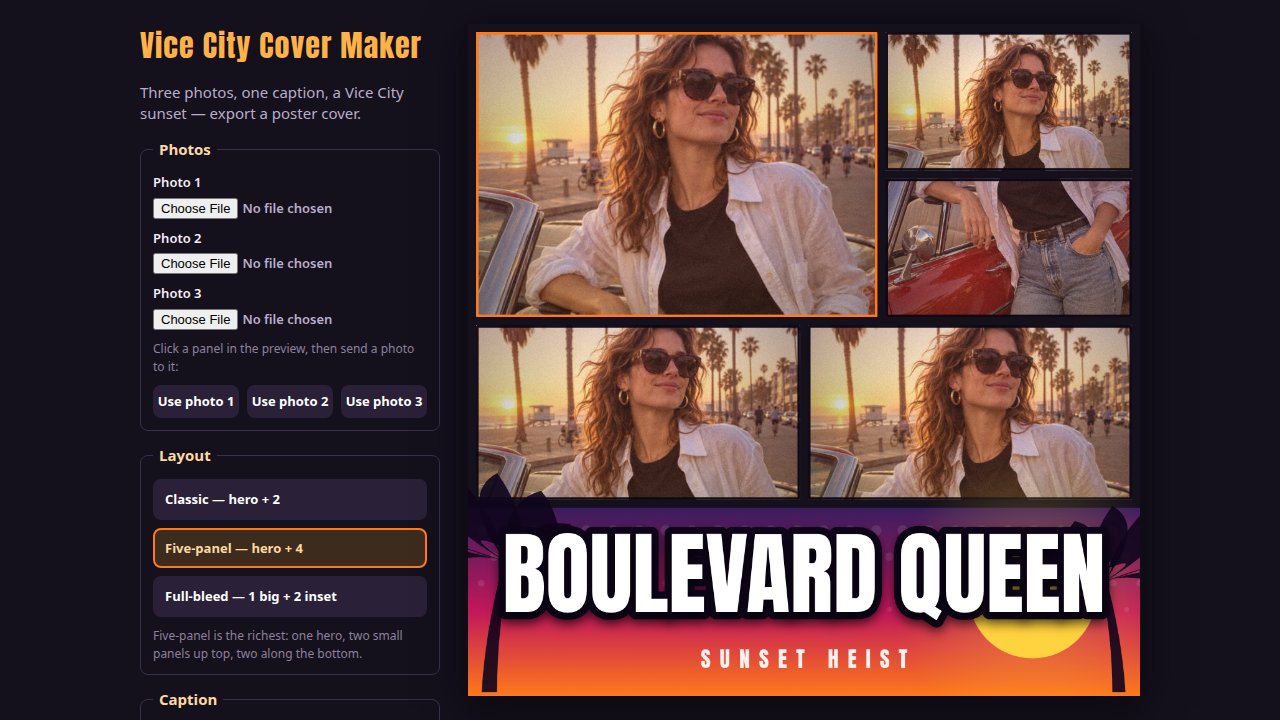 Vice City Cover Maker
Three photos, one caption, a Vice City
sunset — export a poster cover.
Photos
Photo 1
Choose File No file chosen
Photo 2
Choose File No file chosen
Photo 3
Choose File No file chosen
Click a panel in the preview, then send a photo
to it:
Use photo 1 Use photo 2 Use photo 3
Layout
Classic — hero + 2
Five-panel — hero + 4
Full-bleed — 1 big + 2 inset
Five-panel is the richest: one hero, two small
panels up top, two along the bottom.
Caption
BOULEVARD QUEEN
SUNSET HEIST